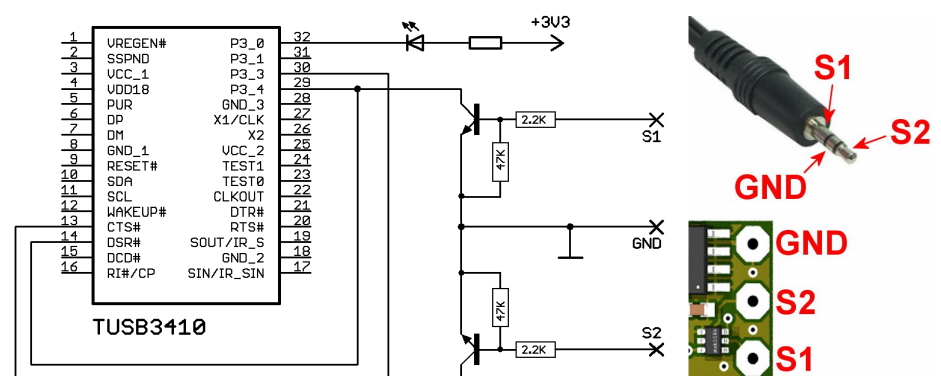 +3V3
1 VREGEN# P3_0 32
2 SSPND P3_1 31
3 VCC_1 P3_3 30
4 VDD18 P3_4 29
5 PUR GND_3 28
6 DP X1/CLK 27
7 DM X2 26
8 GND_1 VCC_2 25
9 RESET# TEST1 24
10 SDA TEST0 23
11 SCL CLKOUT 22
12 WAKEUP# DTR# 21
13 CTS# RTS# 20
14 DSR# SOUT/IR_S 19
15 DCD# GND_2 18
16 RI#/CP SIN/IR_SIN 17
TUSB3410
2.2K
S1
47K
GND
47K
S2
2.2K
S1
S2
GND
GND
S2
S1